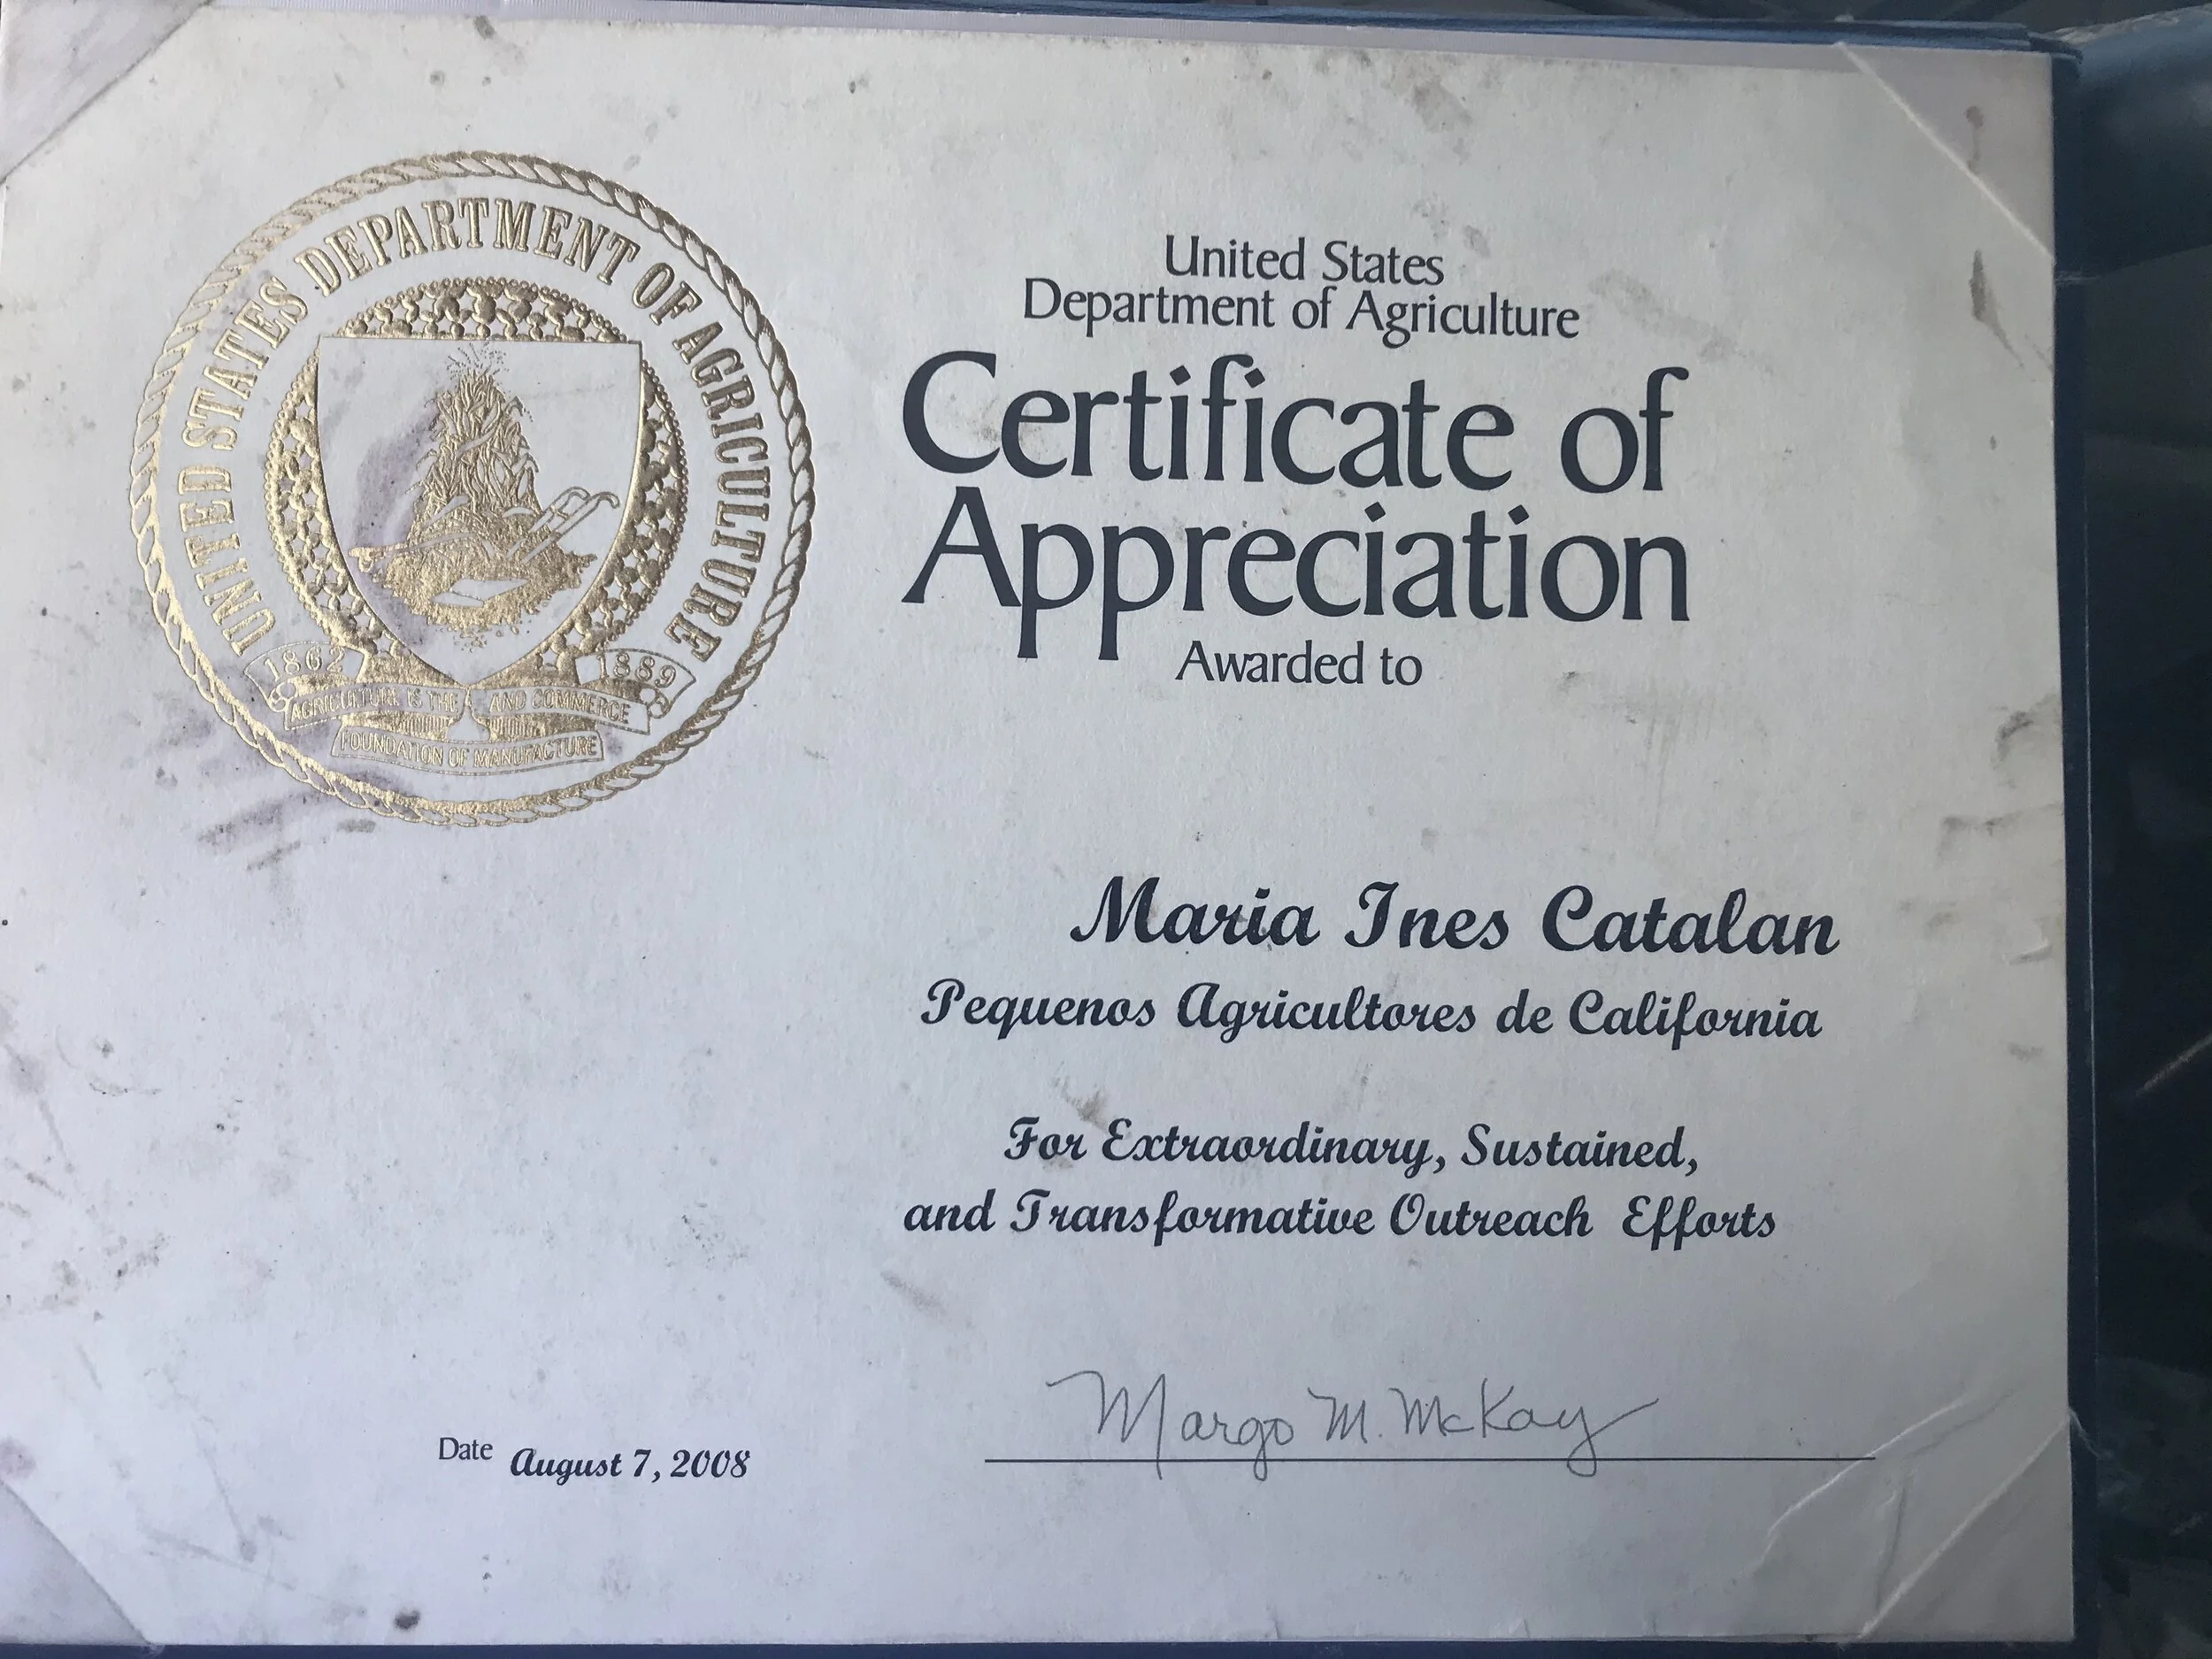 UNITED STATES DEPARTMENT OF AGRICULTURE
1862 1889
AGRICULTURE IS THE AND COMMERCE
FOUNDATION OF MANUFACTURE
United States
Department of Agriculture
Certificate of
Appreciation
Awarded to
Maria Ines Catalan
Pequenos Agricultores de California
For Extraordinary, Sustained,
and Transformative Outreach Efforts
Margo M. McKay
Date August 7, 2008